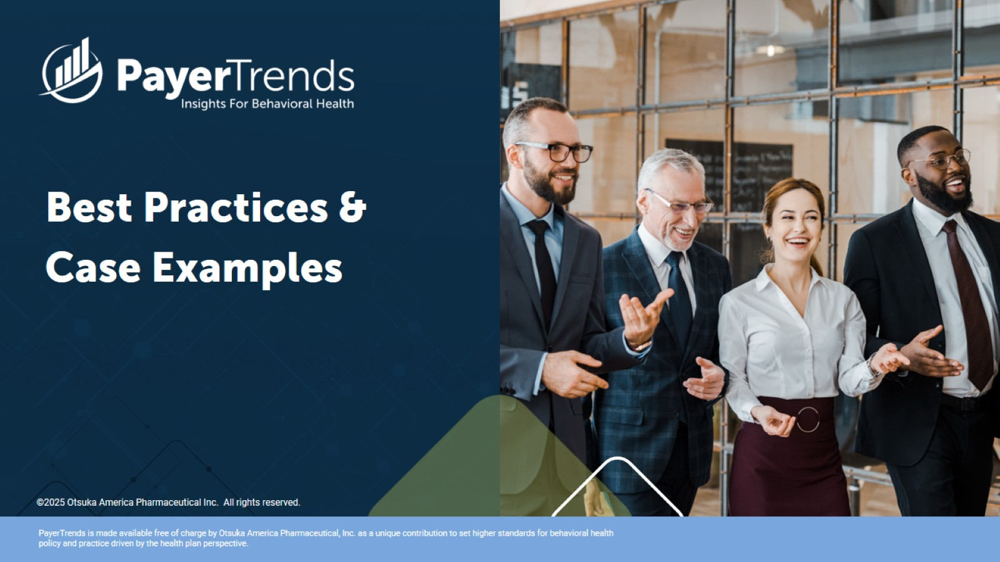 PayerTrends
Insights For Behavioral Health
Best Practices &
Case Examples
©2025 Otsuka America Pharmaceutical Inc.  All rights reserved.
PayerTrends is made available free of charge by Otsuka America Pharmaceutical, Inc. as a unique contribution to set higher standards for behavioral health
policy and practice driven by the health plan perspective.